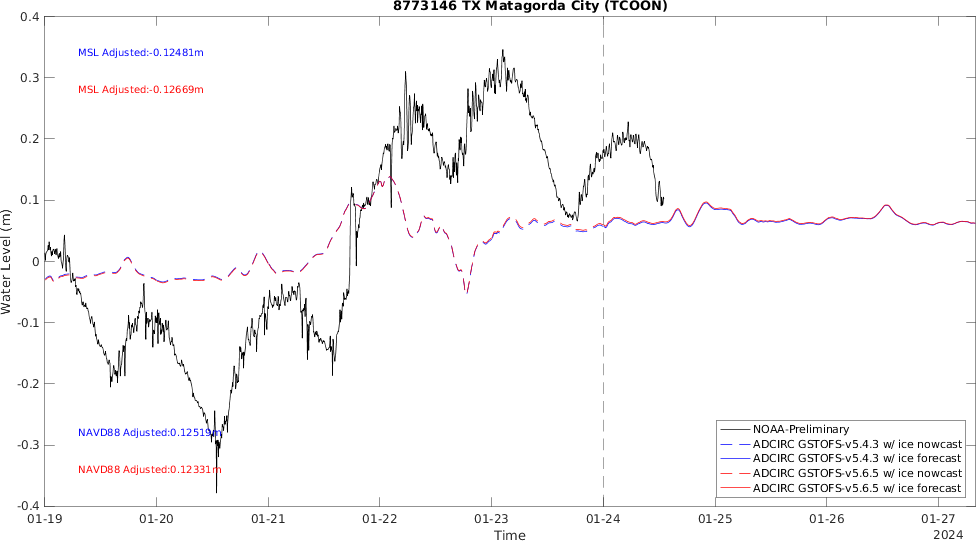 8773146 TX Matagorda City (TCOON)
0.4
MSL Adjusted:-0.12481m
0.3
MSL Adjusted:-0.12669m
0.2
0.1
0
-0.1
-0.2
-0.3
-0.4
Water Level (m)
NAVD88 Adjusted:0.12519m
NAVD88 Adjusted:0.12331m
NOAA-Preliminary
ADCIRC GSTOFS-v5.4.3 w/ ice nowcast
ADCIRC GSTOFS-v5.4.3 w/ ice forecast
ADCIRC GSTOFS-v5.6.5 w/ ice nowcast
ADCIRC GSTOFS-v5.6.5 w/ ice forecast
01-19 01-20 01-21 01-22 01-23 01-24 01-25 01-26 01-27
Time
2024